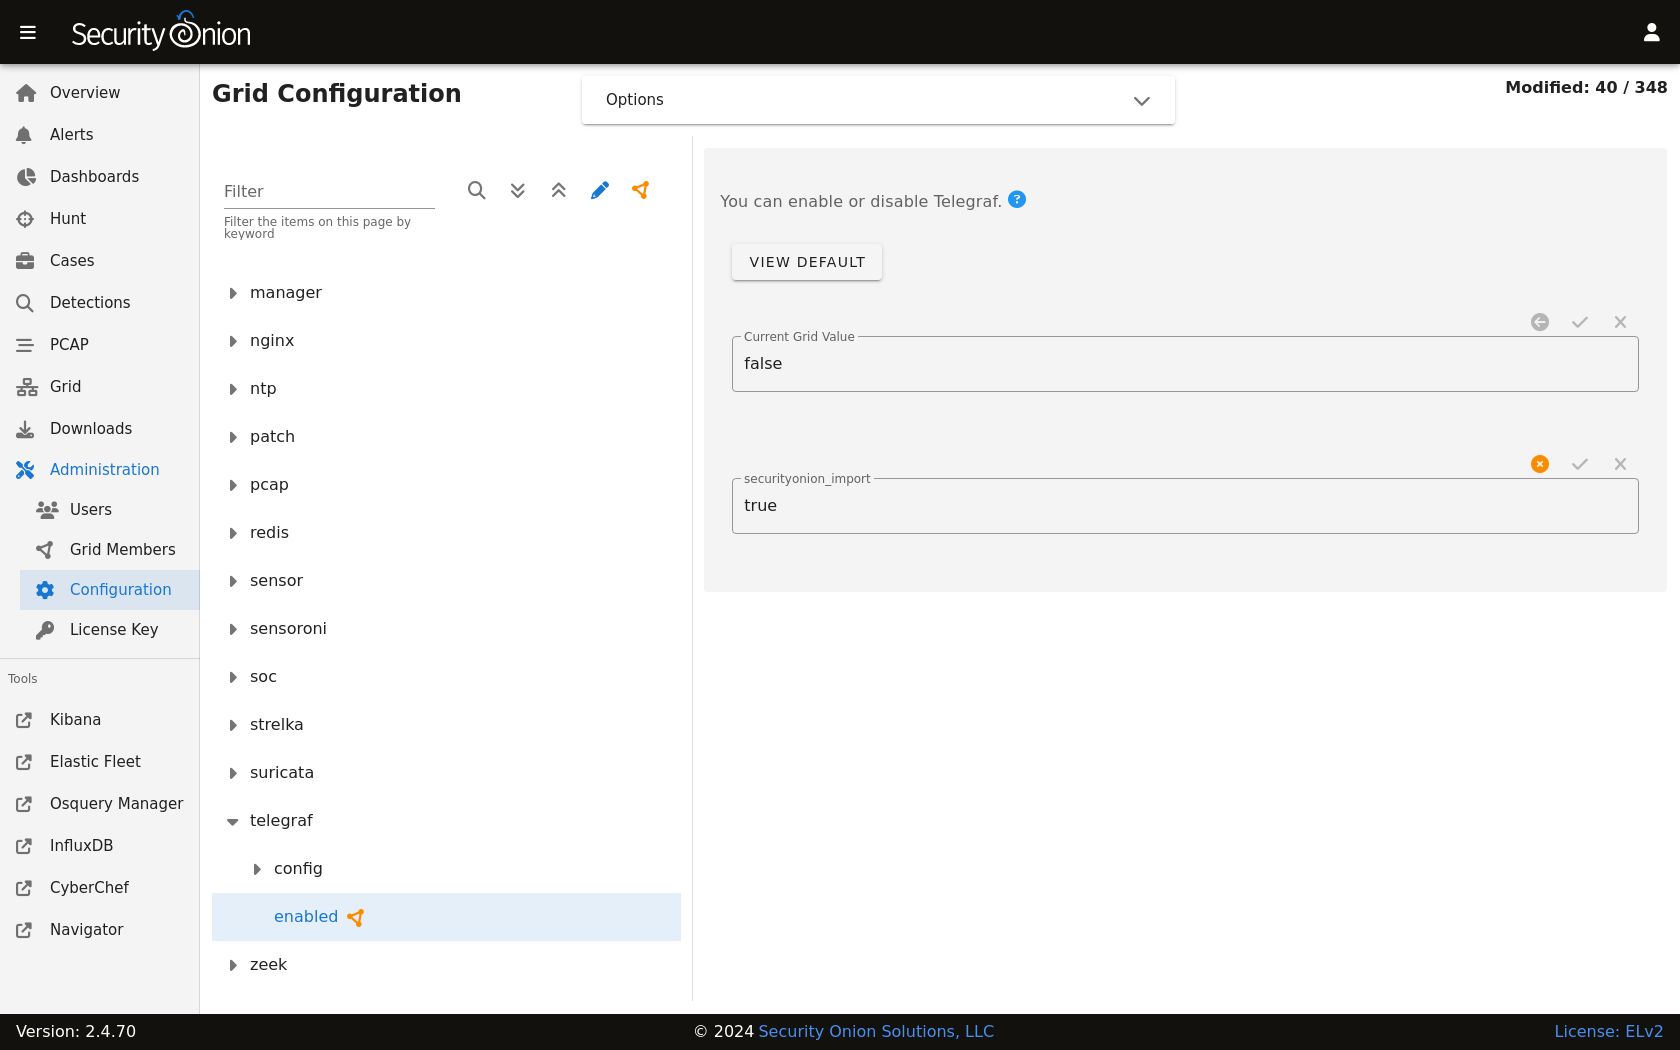 Security Onion
Overview
Alerts
Dashboards
Hunt
Cases
Detections
PCAP
Grid
Downloads
Administration
Users
Grid Members
Configuration
License Key
Tools
Kibana
Elastic Fleet
Osquery Manager
InfluxDB
CyberChef
Navigator
Grid Configuration
Options
Modified: 40 / 348
Filter
Filter the items on this page by
keyword
manager
nginx
ntp
patch
pcap
redis
sensor
sensoroni
soc
strelka
suricata
telegraf
config
enabled
zeek
You can enable or disable Telegraf. ?
VIEW DEFAULT
Current Grid Value
false
securityonion_import
true
Version: 2.4.70
© 2024 Security Onion Solutions, LLC
License: ELv2